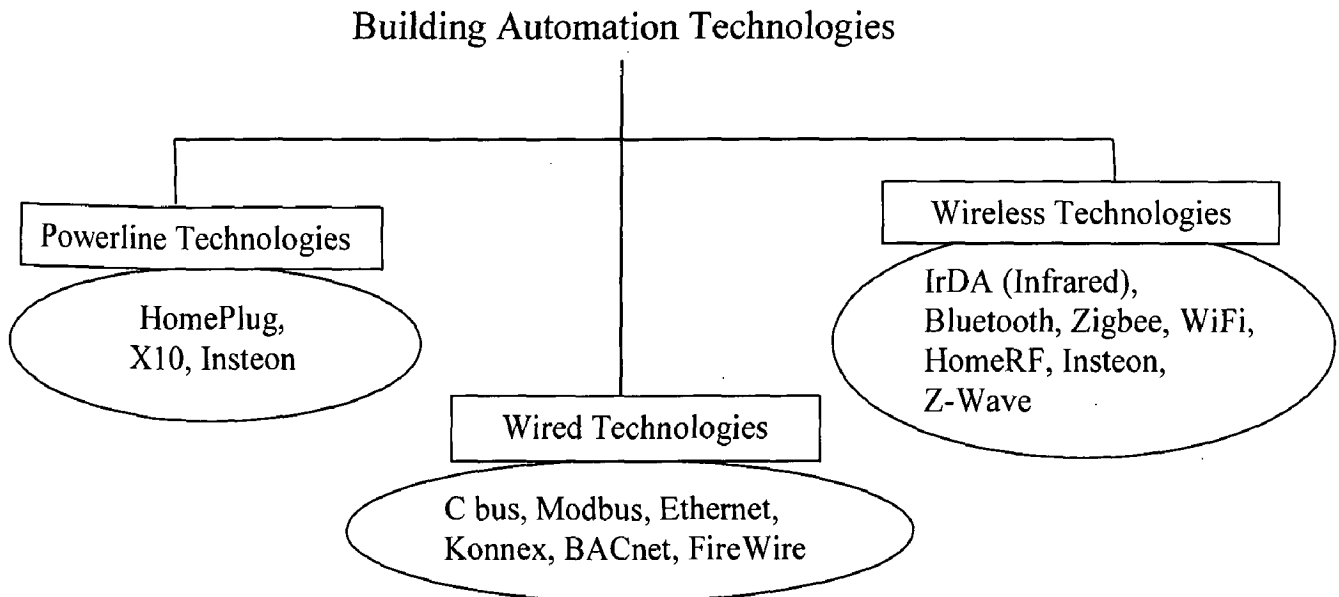 Building Automation Technologies
Powerline Technologies
HomePlug,
X10, Insteon
Wired Technologies
C bus, Modbus, Ethernet,
Konnex, BACnet, FireWire
Wireless Technologies
IrDA (Infrared),
Bluetooth, Zigbee, WiFi,
HomeRF, Insteon,
Z-Wave